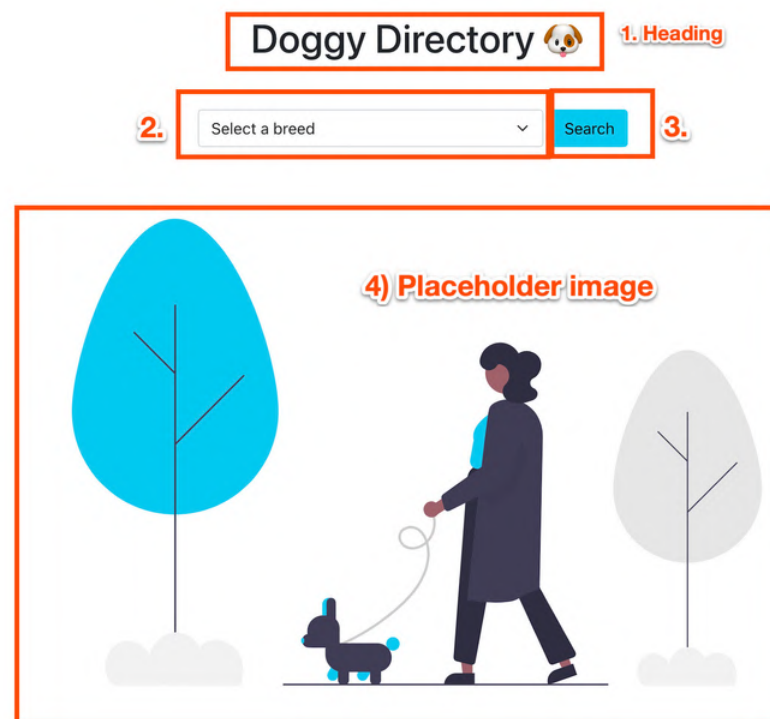 Doggy Directory 🐶
1. Heading
2.
Select a breed
Search
3.
4) Placeholder image